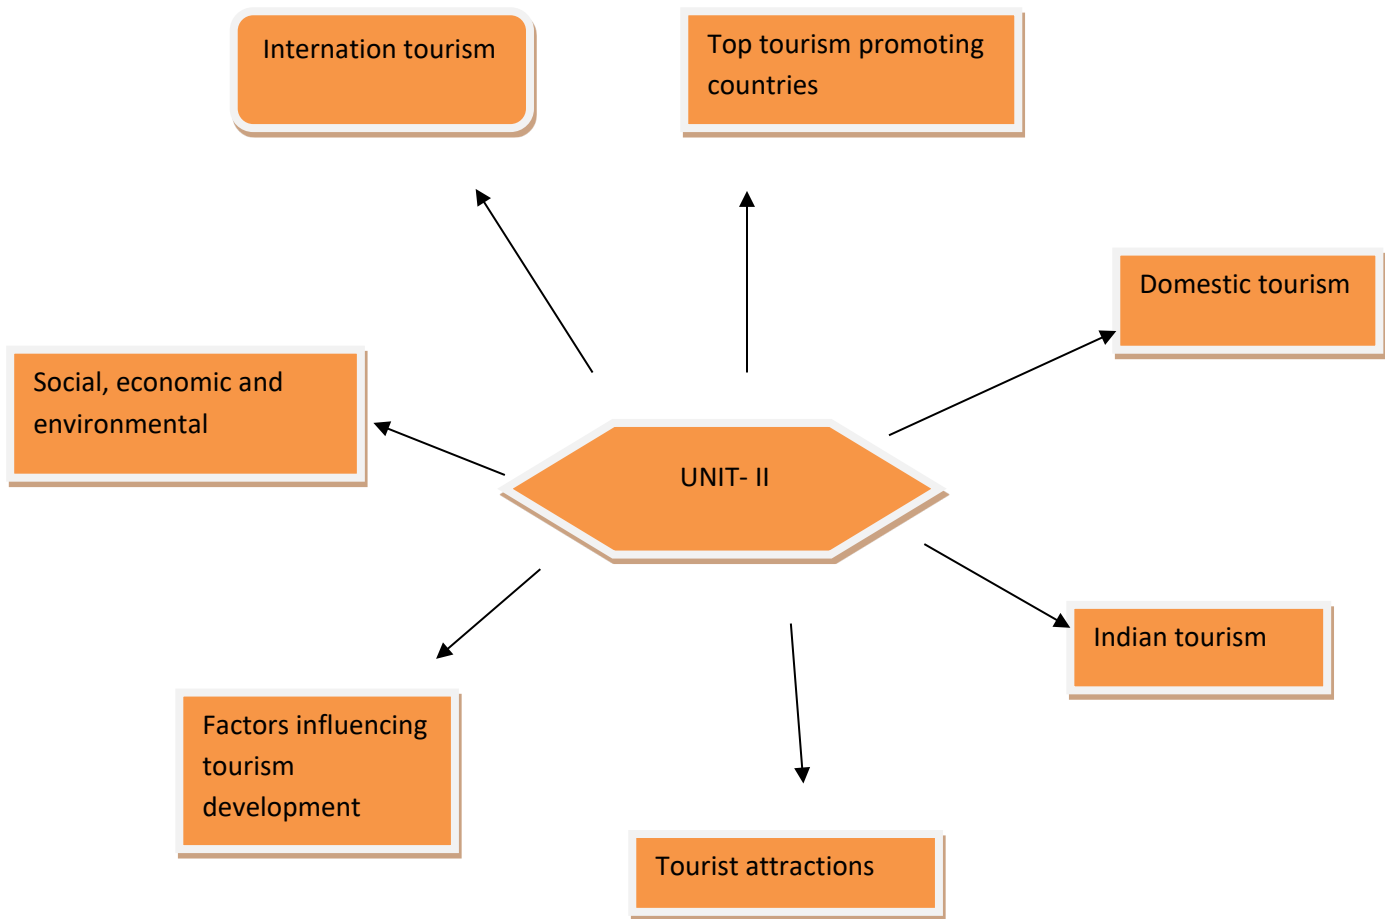 Internation tourism
Top tourism promoting
countries
Domestic tourism
Social, economic and
environmental
UNIT- II
Indian tourism
Factors influencing
tourism
development
Tourist attractions